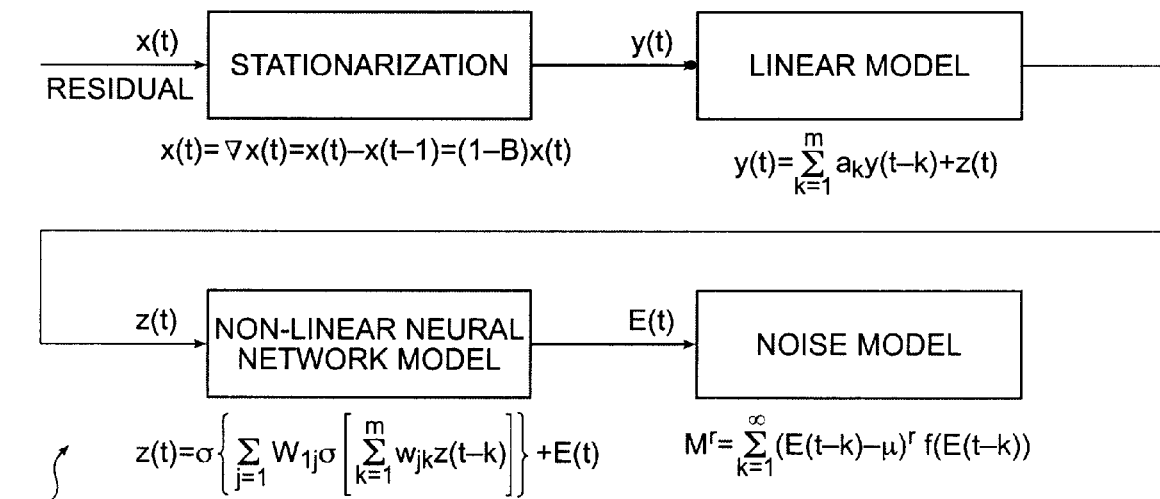 x(t)
RESIDUAL
STATIONARIZATION
y(t)
LINEAR MODEL
x(t)=∇x(t)=x(t)–x(t–1)=(1–B)x(t)
y(t)=∑_{k=1}^{m} a_k y(t–k)+z(t)
z(t)
NON-LINEAR NEURAL
NETWORK MODEL
E(t)
NOISE MODEL
z(t)=σ{∑_{j=1} W_{1j}σ[∑_{k=1}^{m} w_{jk}z(t–k)]}+E(t)
M^r=∑_{k=1}^{∞} (E(t–k)–μ)^r f(E(t–k))